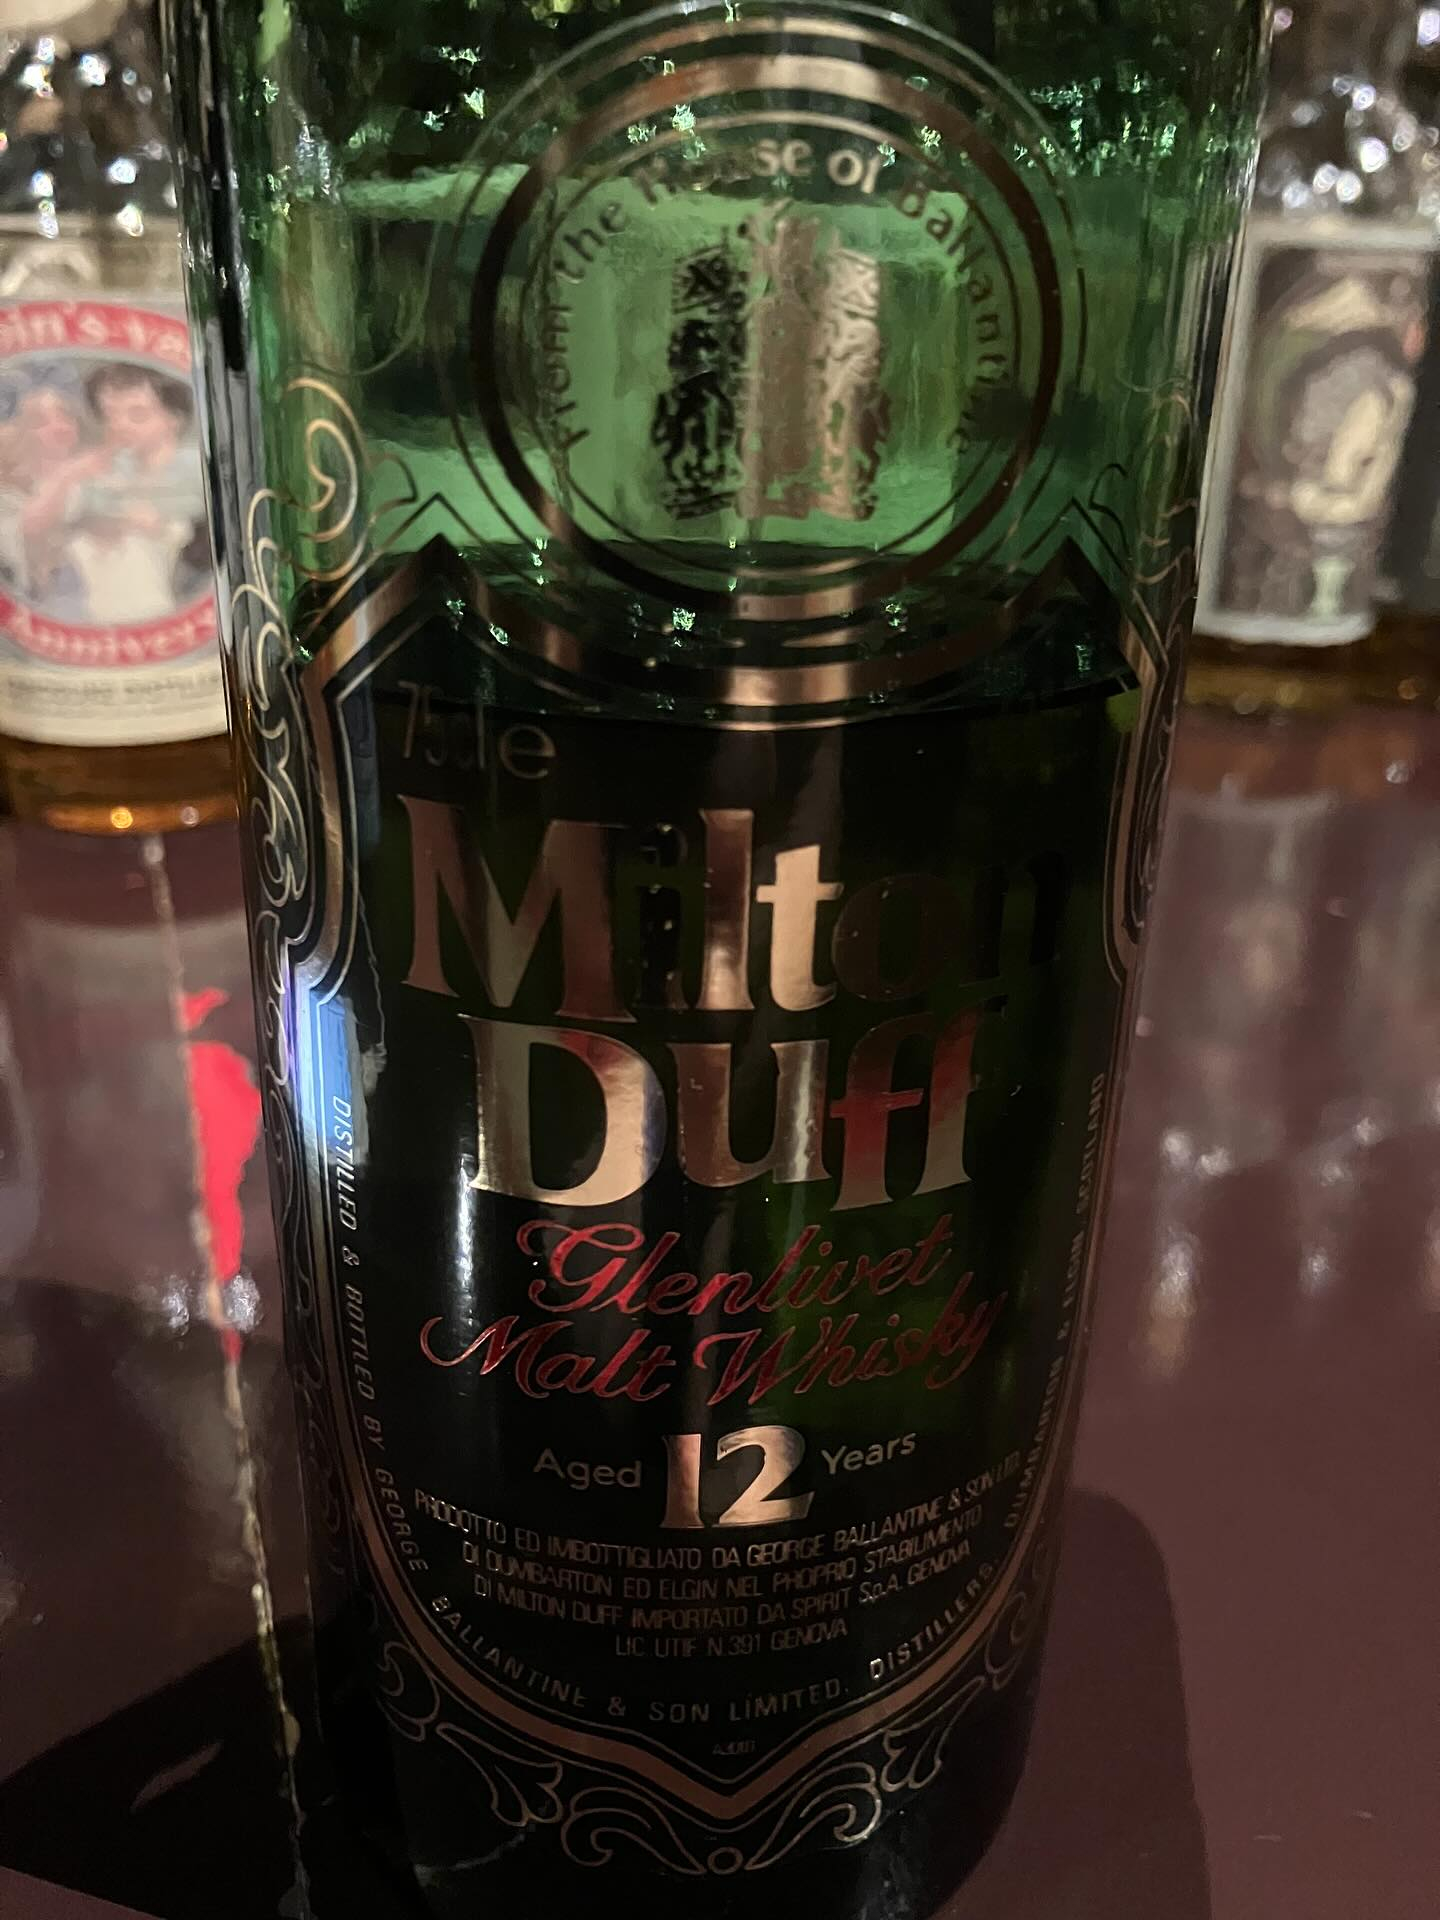 From the House of Ballantine
75cl e
Milton
Duff
Glenlivet
Malt Whisky
Aged 12 Years
PRODOTTO ED IMBOTTIGLIATO DA GEORGE BALLANTINE & SON LTD.
DI DUMBARTON ED ELGIN NEL PROPRIO STABILIMENTO
DI MILTON DUFF IMPORTATO DA SPIRIT S.p.A. GENOVA
LIC. UTIF N.391 GENOVA
DISTILLED & BOTTLED BY GEORGE BALLANTINE & SON LIMITED, DISTILLERS, DUMBARTON & ELGIN SCOTLAND
Annivers